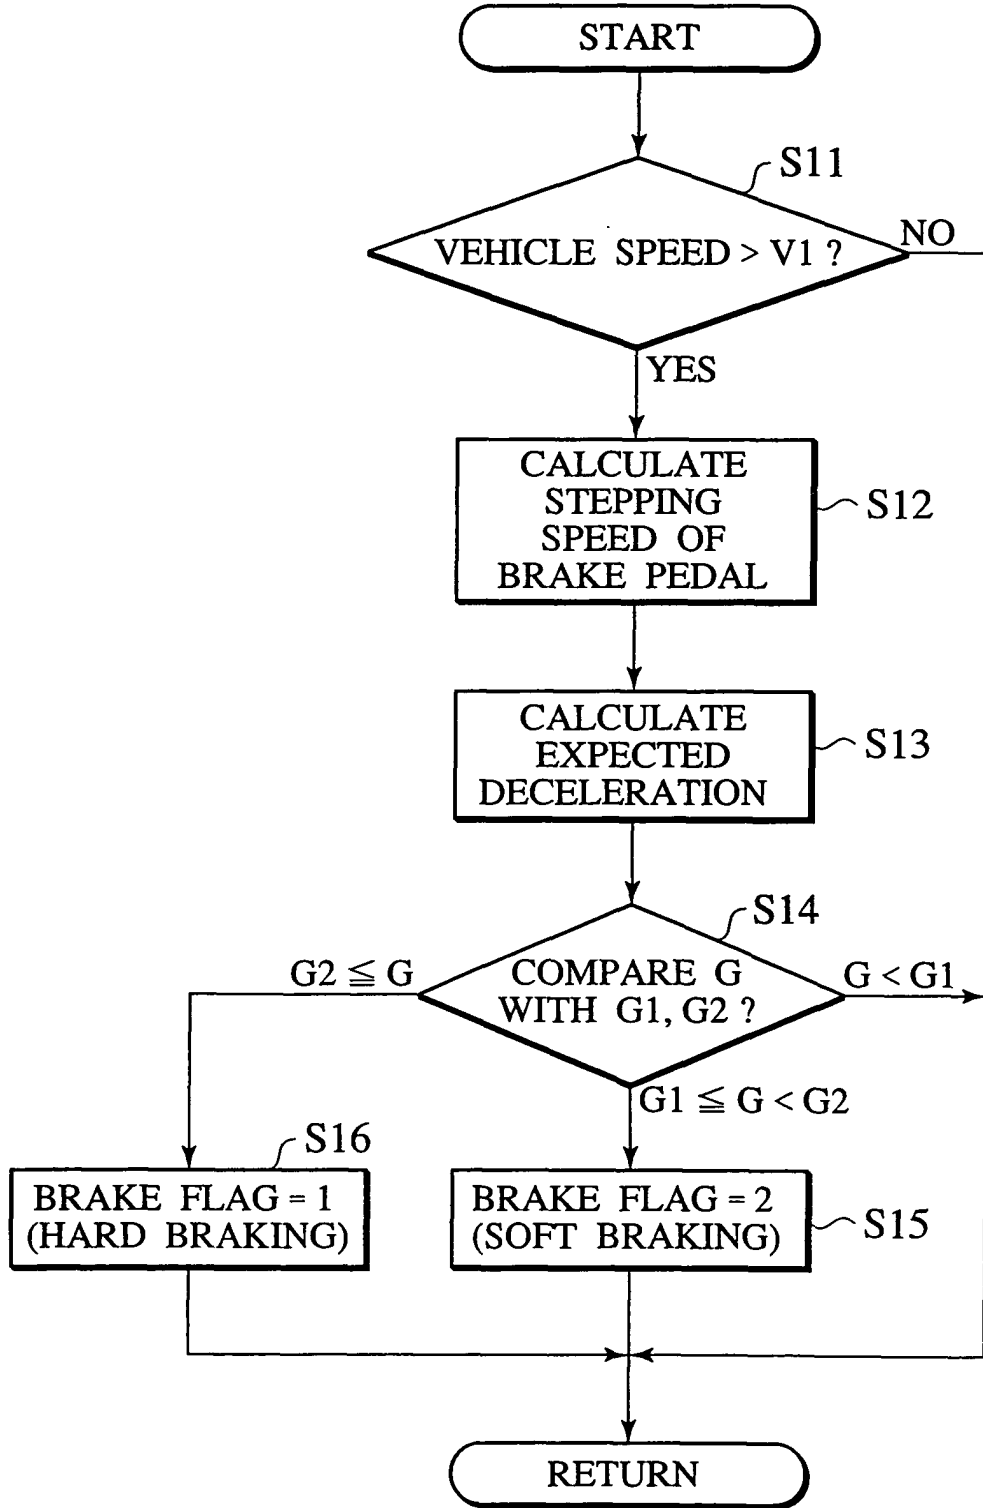 START
S11
VEHICLE SPEED > V1 ?
NO
YES
CALCULATE
STEPPING
SPEED OF
BRAKE PEDAL
S12
CALCULATE
EXPECTED
DECELERATION
S13
S14
G2 ≦ G
COMPARE G
WITH G1, G2 ?
G < G1
G1 ≦ G < G2
S16
BRAKE FLAG = 1
(HARD BRAKING)
BRAKE FLAG = 2
(SOFT BRAKING)
S15
RETURN